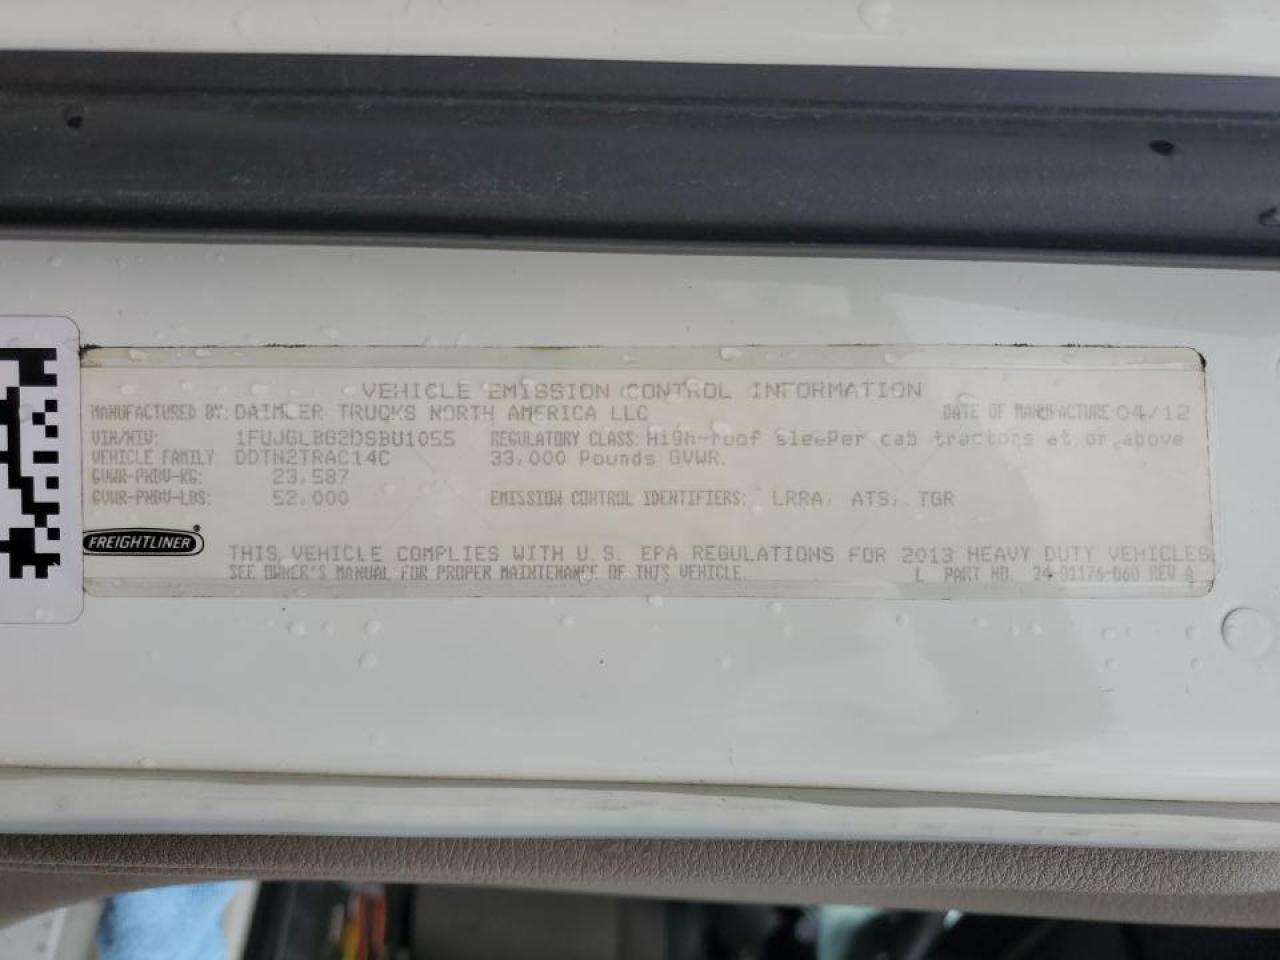 VEHICLE EMISSION CONTROL INFORMATION
MANUFACTURED BY: DAIMLER TRUCKS NORTH AMERICA LLC DATE OF MANUFACTURE: 04/12
VIN/NIV: 1FUJGLBG2DSBU1055 REGULATORY CLASS: High-roof sleeper cab tractors at or above
VEHICLE FAMILY DDTN2TRAC14C 33,000 Pounds GVWR.
GVWR-PNBV-KG: 23,587
GVWR-PNBV-LBS: 52,000 EMISSION CONTROL IDENTIFIERS: LRRA, ATS, TGR
FREIGHTLINER®
THIS VEHICLE COMPLIES WITH U.S. EPA REGULATIONS FOR 2013 HEAVY DUTY VEHICLES
SEE OWNER'S MANUAL FOR PROPER MAINTENANCE OF THIS VEHICLE. L PART NO. 24-01176-060 REV A